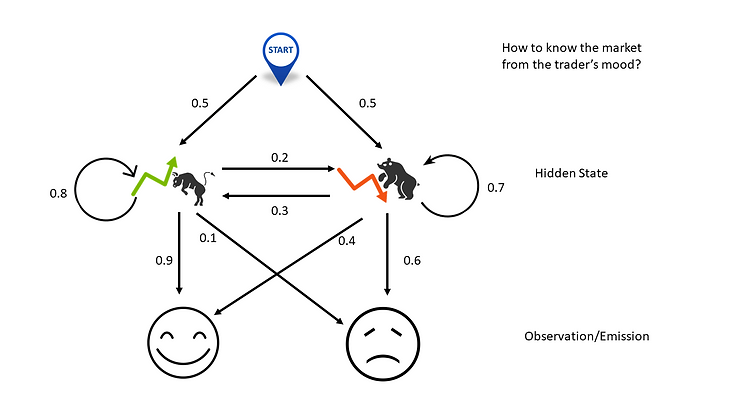 START
How to know the market
from the trader's mood?
0.5
0.5
0.8
0.2
0.3
0.7
Hidden State
0.1
0.4
0.9
0.6
Observation/Emission